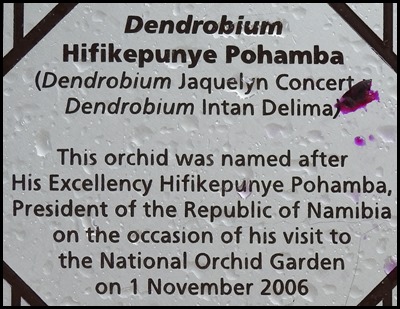 Dendrobium
Hifikepunye Pohamba
(Dendrobium Jaquelyn Concert
Dendrobium Intan Delima)
This orchid was named after
His Excellency Hifikepunye Pohamba,
President of the Republic of Namibia
on the occasion of his visit to
the National Orchid Garden
on 1 November 2006